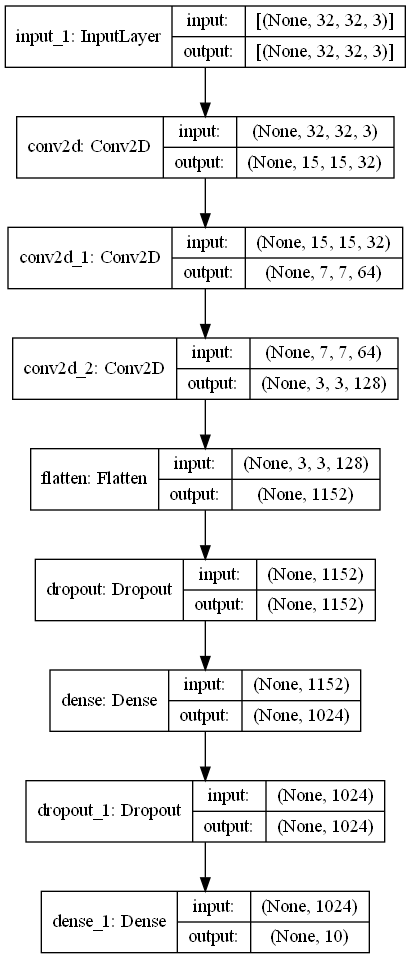 input_1: InputLayer
input: [(None, 32, 32, 3)]
output: [(None, 32, 32, 3)]
conv2d: Conv2D
input: (None, 32, 32, 3)
output: (None, 15, 15, 32)
conv2d_1: Conv2D
input: (None, 15, 15, 32)
output: (None, 7, 7, 64)
conv2d_2: Conv2D
input: (None, 7, 7, 64)
output: (None, 3, 3, 128)
flatten: Flatten
input: (None, 3, 3, 128)
output: (None, 1152)
dropout: Dropout
input: (None, 1152)
output: (None, 1152)
dense: Dense
input: (None, 1152)
output: (None, 1024)
dropout_1: Dropout
input: (None, 1024)
output: (None, 1024)
dense_1: Dense
input: (None, 1024)
output: (None, 10)